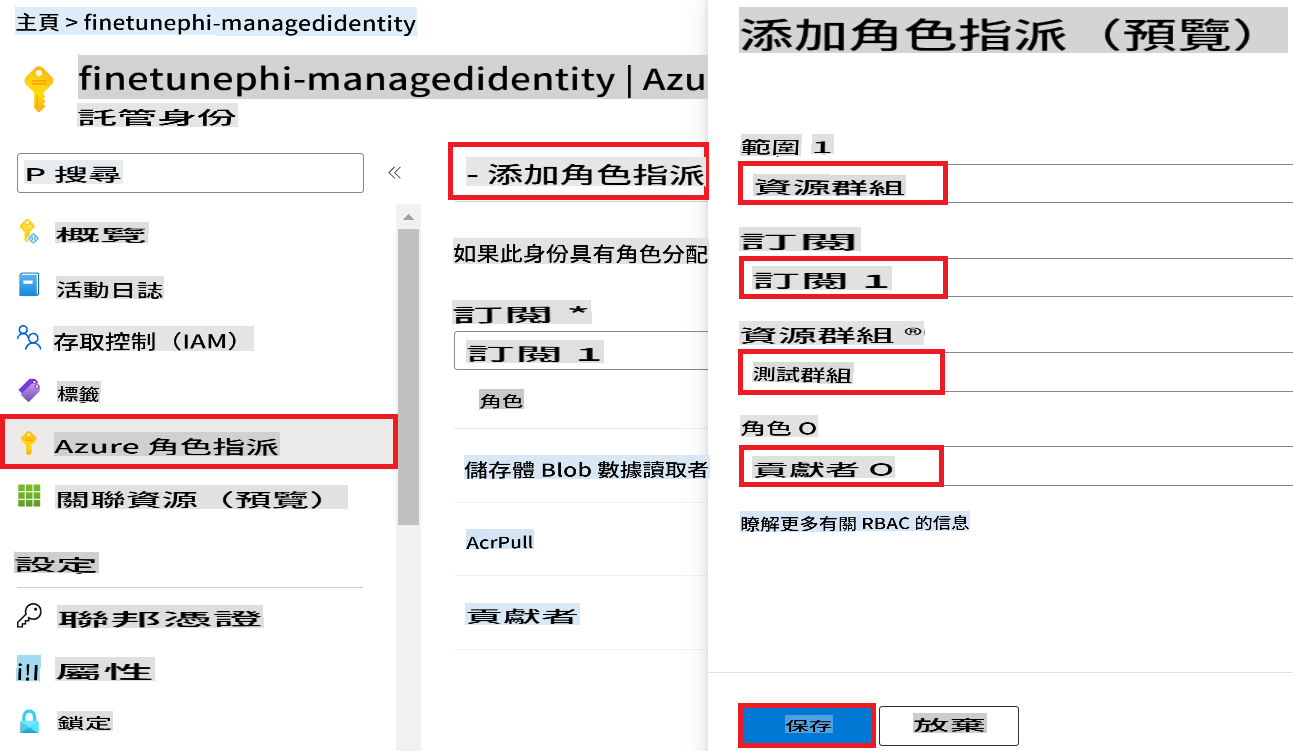 主頁 > finetunephi-managedidentity
finetunephi-managedidentity | Azu
託管身份
P 搜尋
«
概覽
活動日誌
存取控制（IAM）
標籤
Azure 角色指派
關聯資源（預覽）
設定
聯邦憑證
屬性
鎖定
- 添加角色指派
如果此身份具有角色分配
訂閱 *
訂閱 1
角色
儲存體 Blob 數據讀取者
AcrPull
貢獻者
添加角色指派（預覽）
範圍 1
資源群組
訂閱
訂閱 1
資源群組 ®
測試群組
角色 O
貢獻者 O
瞭解更多有關 RBAC 的信息
保存
放棄